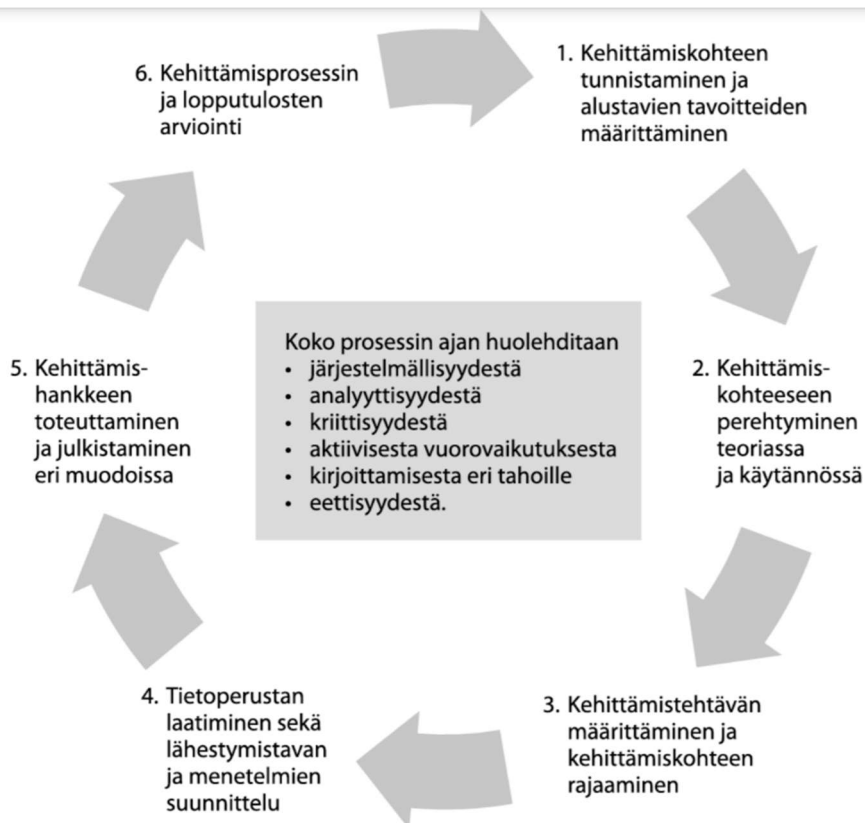 1. Kehittämiskohteen
tunnistaminen ja
alustavien tavoitteiden
määrittäminen
2. Kehittämis-
kohteeseen
perehtyminen
teoriassa
ja käytännössä
3. Kehittämistehtävän
määrittäminen ja
kehittämiskohteen
rajaaminen
4. Tietoperustan
laatiminen sekä
lähestymistavan
ja menetelmien
suunnittelu
5. Kehittämis-
hankkeen
toteuttaminen
ja julkistaminen
eri muodoissa
6. Kehittämisprosessin
ja lopputulosten
arviointi
Koko prosessin ajan huolehditaan
• järjestelmällisyydestä
• analyyttisyydestä
• kriittisyydestä
• aktiivisesta vuorovaikutuksesta
• kirjoittamisesta eri tahoille
• eettisyydestä.